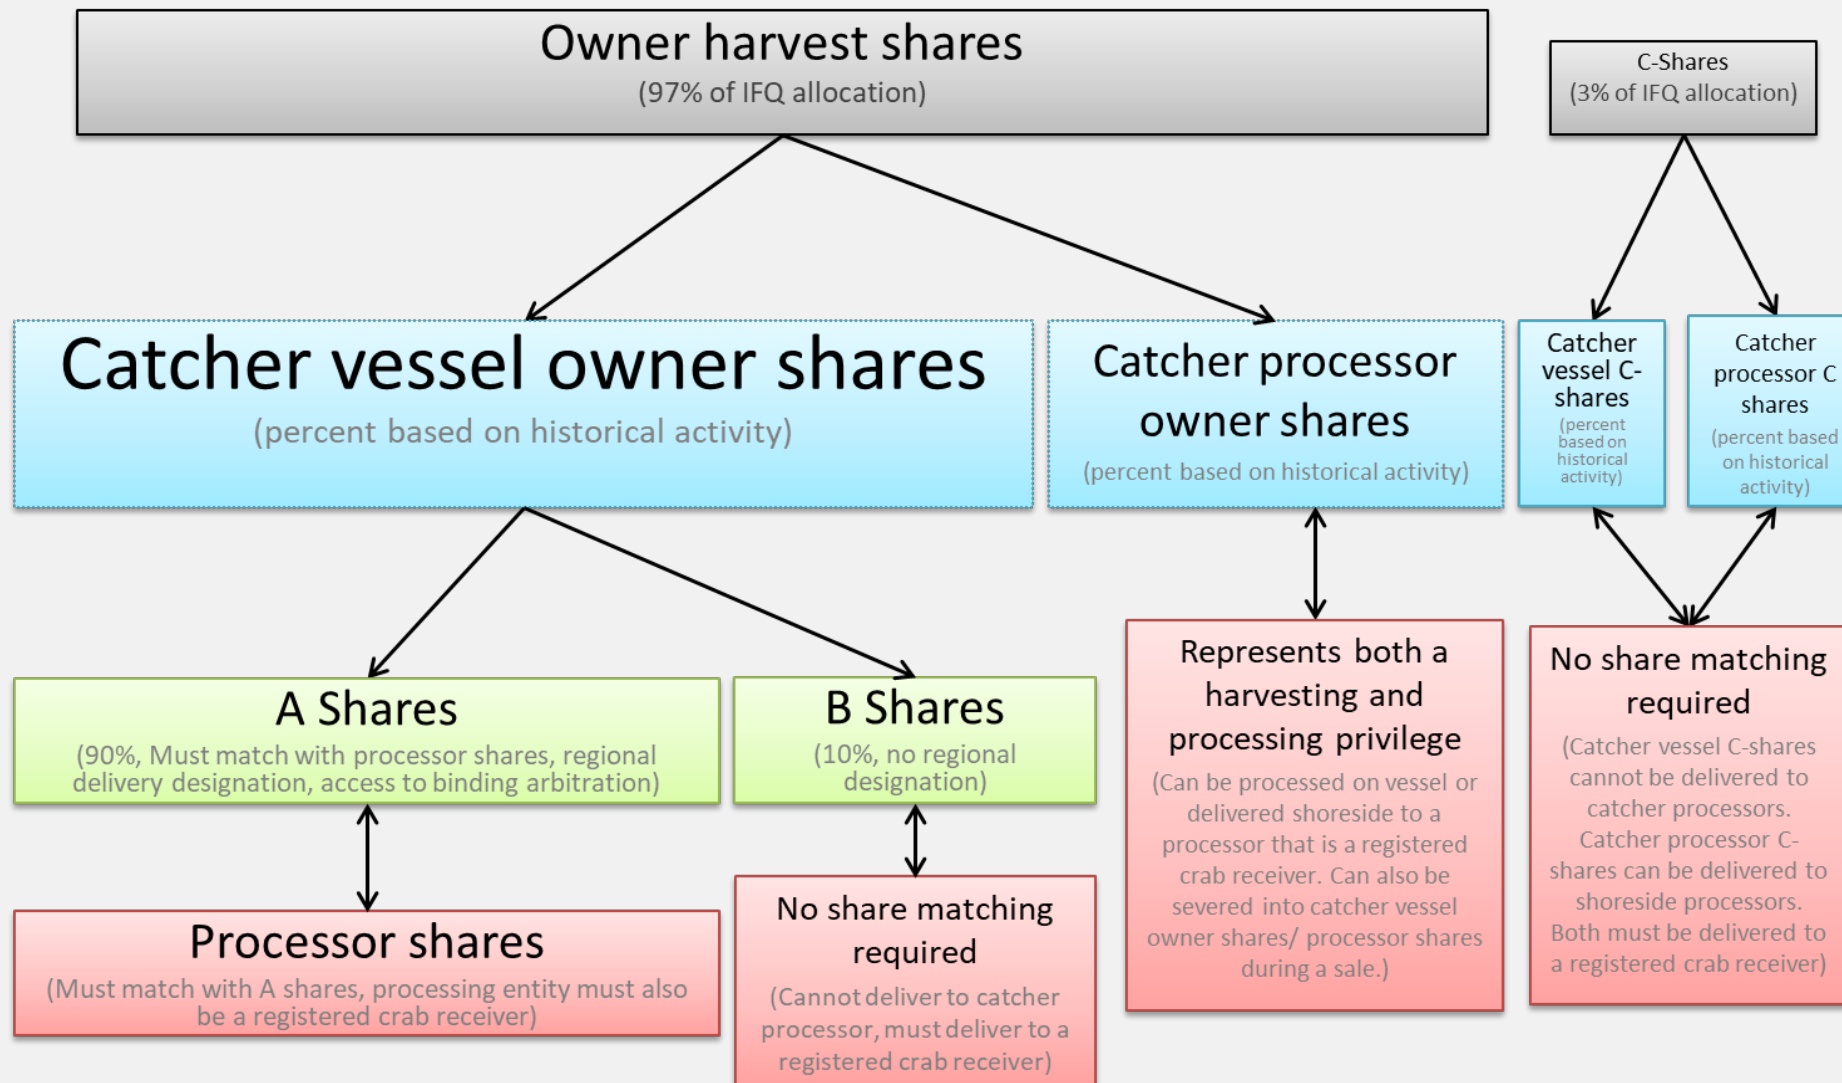 Owner harvest shares
(97% of IFQ allocation)
C-Shares
(3% of IFQ allocation)
Catcher vessel owner shares
(percent based on historical activity)
Catcher processor
owner shares
(percent based on historical activity)
Catcher
vessel C-
shares
(percent
based on
historical
activity)
Catcher
processor C
shares
(percent based
on historical
activity)
A Shares
(90%, Must match with processor shares, regional
delivery designation, access to binding arbitration)
B Shares
(10%, no regional
designation)
Processor shares
(Must match with A shares, processing entity must also
be a registered crab receiver)
No share matching
required
(Cannot deliver to catcher
processor, must deliver to a
registered crab receiver)
Represents both a
harvesting and
processing privilege
(Can be processed on vessel or
delivered shoreside to a
processor that is a registered
crab receiver. Can also be
severed into catcher vessel
owner shares/ processor shares
during a sale.)
No share matching
required
(Catcher vessel C-shares
cannot be delivered to
catcher processors.
Catcher processor C-
shares can be delivered to
shoreside processors.
Both must be delivered to
a registered crab receiver)